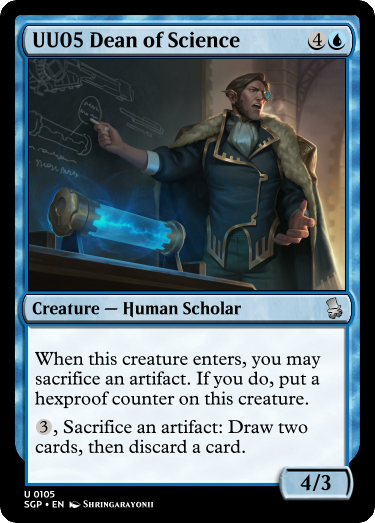 UU05 Dean of Science 4
Creature — Human Scholar
When this creature enters, you may
sacrifice an artifact. If you do, put a
hexproof counter on this creature.
3, Sacrifice an artifact: Draw two
cards, then discard a card.
4/3
U 0105
SGP • EN SHRINGARAYONII